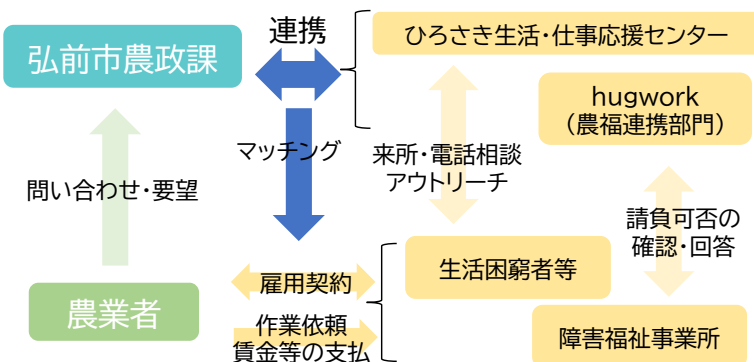 連携
ひろさき生活・仕事応援センター
弘前市農政課
hugwork
（農福連携部門）
マッチング
来所・電話相談
アウトリーチ
問い合わせ・要望
請負可否の
確認・回答
生活困窮者等
雇用契約
農業者
作業依頼
賃金等の支払
障害福祉事業所